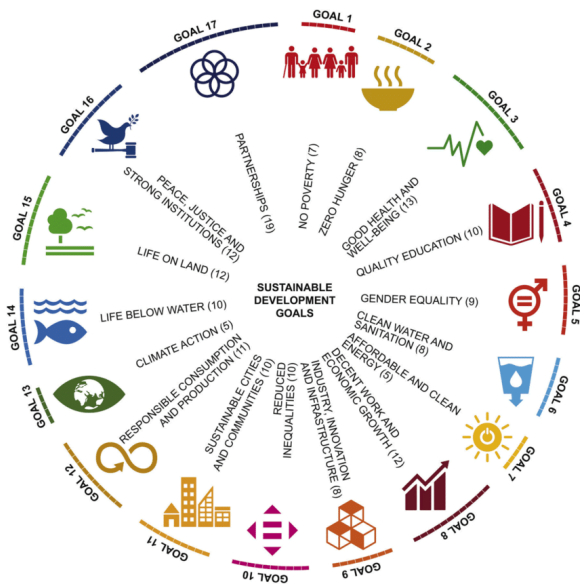 GOAL 1
GOAL 2
GOAL 3
GOAL 4
GOAL 5
GOAL 6
GOAL 7
GOAL 8
GOAL 9
GOAL 10
GOAL 11
GOAL 12
GOAL 13
GOAL 14
GOAL 15
GOAL 16
GOAL 17
NO POVERTY (7)
ZERO HUNGER (8)
GOOD HEALTH AND
WELL-BEING (13)
QUALITY EDUCATION (10)
GENDER EQUALITY (9)
CLEAN WATER AND
SANITATION (8)
AFFORDABLE AND CLEAN
ENERGY (5)
DECENT WORK AND
ECONOMIC GROWTH (12)
INDUSTRY, INNOVATION
AND INFRASTRUCTURE (8)
REDUCED
INEQUALITIES (10)
SUSTAINABLE CITIES
AND COMMUNITIES (10)
RESPONSIBLE CONSUMPTION
AND PRODUCTION (11)
CLIMATE ACTION (5)
LIFE BELOW WATER (10)
LIFE ON LAND (12)
PEACE, JUSTICE AND
STRONG INSTITUTIONS (12)
PARTNERSHIPS (19)
SUSTAINABLE
DEVELOPMENT
GOALS